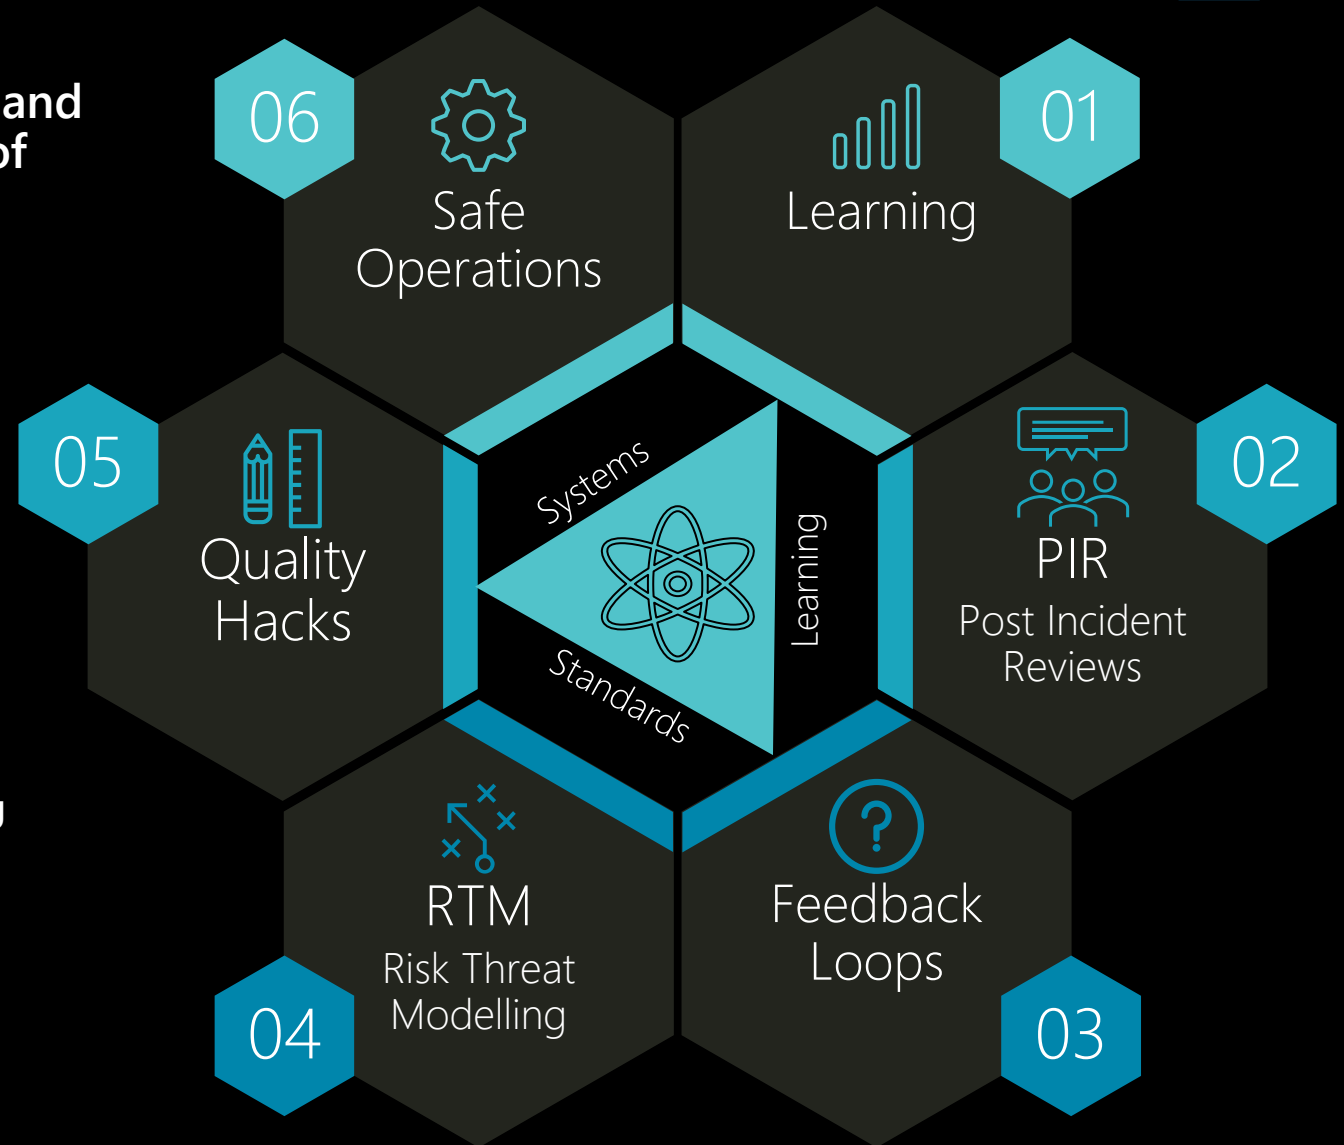 and
of
06
Safe
Operations
01
Learning
05
Quality
Hacks
02
PIR
Post Incident
Reviews
Systems
Learning
Standards
g
04
RTM
Risk Threat
Modelling
03
Feedback
Loops